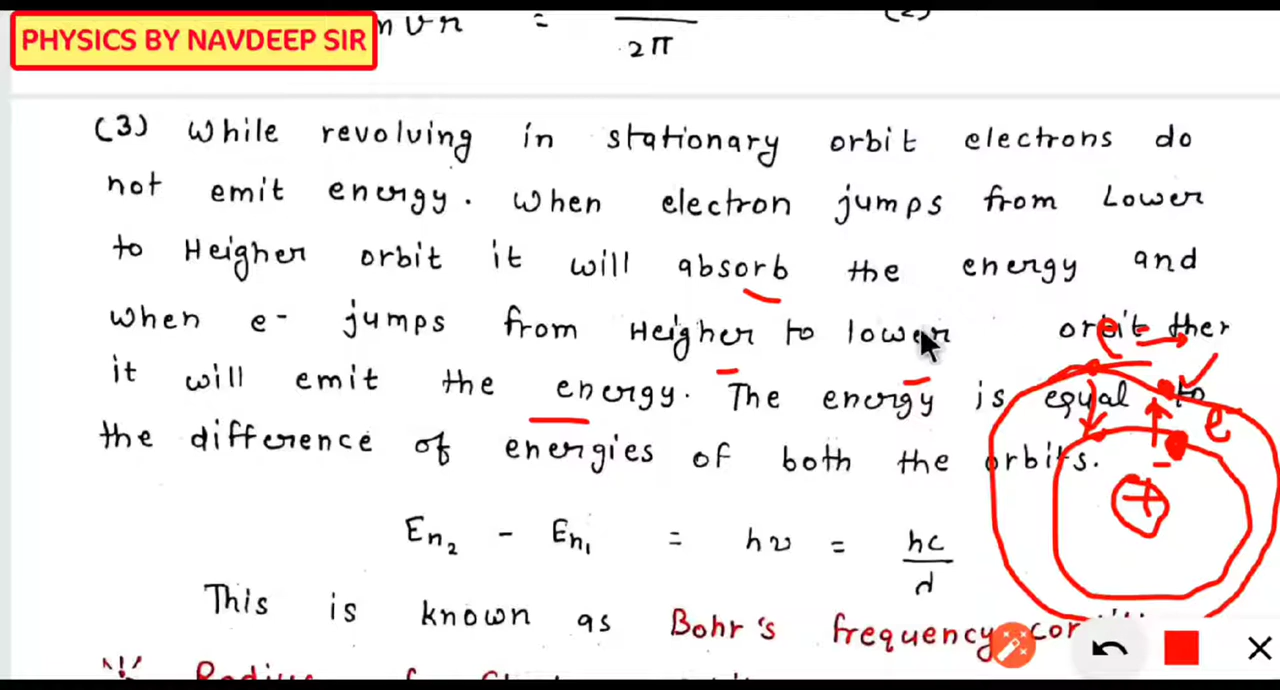 PHYSICS BY NAVDEEP SIR
m v r = 2π (2)
(3) While revolving in stationary orbit electrons do
not emit energy. When electron jumps from Lower
to Heigher orbit it will absorb the energy and
when e- jumps from Heigher to lower orbit ther
it will emit the energy. The energy is equal to
the difference of energies of both the orbits.
e-
e
+
En₂ - En₁ = hν = hc/d
This is known as Bohr's frequency